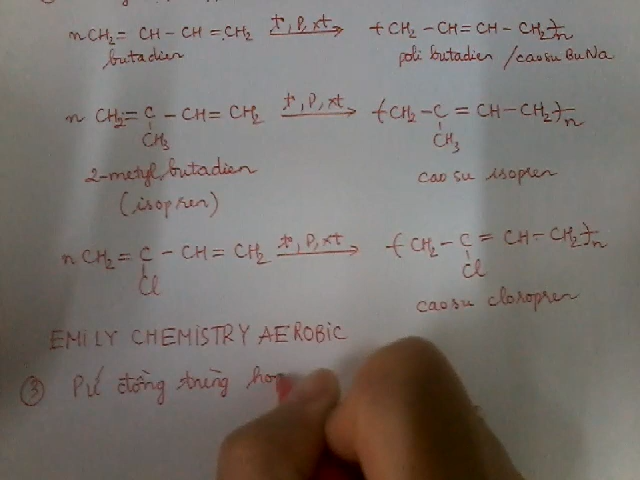 nCH₂ = CH - CH = CH₂ t°, P, xt → (CH₂ - CH = CH - CH₂)n
butadien poli butadien / caosu BuNa
n CH₂ = C - CH = CH₂ t°, P, xt → (CH₂ - C = CH - CH₂)n
CH₃ CH₃
2-metyl butadien cao su isopren
(isopren)
n CH₂ = C - CH = CH₂ t°, P, xt → (CH₂ - C = CH - CH₂)n
Cl Cl
caosu cloropren
EMILY CHEMISTRY AEROBIC
③ Pư đồng trùng